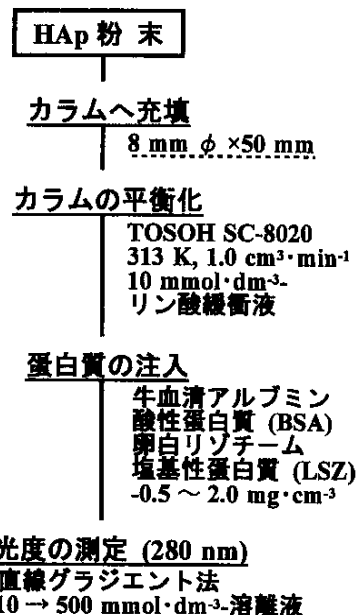 HAp 粉 末
カラムへ充填
8 mm φ ×50 mm
カラムの平衡化
TOSOH SC-8020
313 K, 1.0 cm³·min⁻¹
10 mmol·dm⁻³-
リン酸緩衝液
蛋白質の注入
牛血清アルブミン
酸性蛋白質 (BSA)
卵白リゾチーム
塩基性蛋白質 (LSZ)
-0.5 ～ 2.0 mg·cm⁻³
光度の測定 (280 nm)
直線グラジエント法
10 → 500 mmol·dm⁻³-溶離液